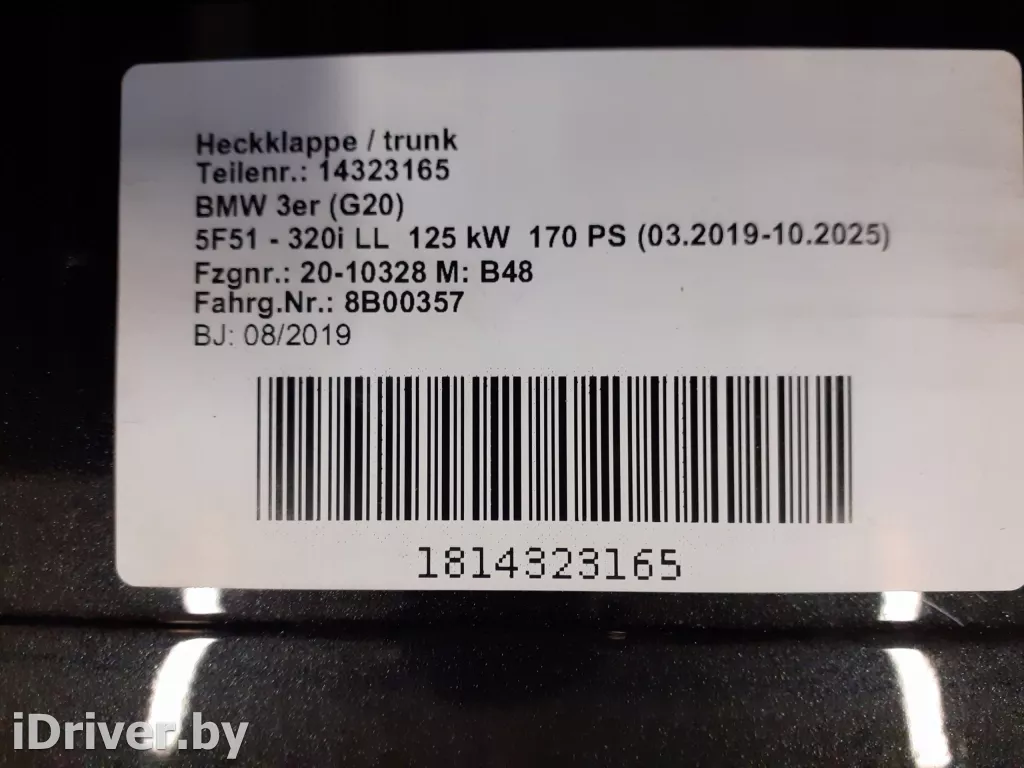 Heckklappe / trunk
Teilenr.: 14323165
BMW 3er (G20)
5F51 - 320i LL 125 kW 170 PS (03.2019-10.2025)
Fzgnr.: 20-10328 M: B48
Fahrg.Nr.: 8B00357
BJ: 08/2019
1814323165
iDriver.by